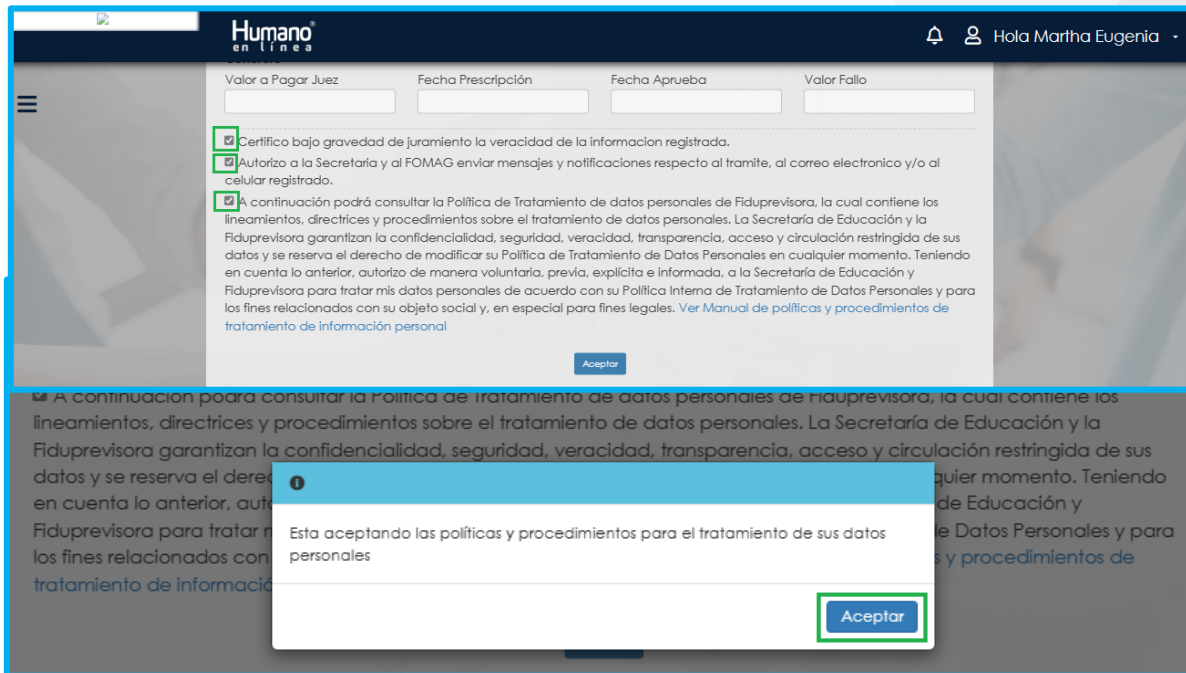 Humano®
en línea
Hola Martha Eugenia
Valor a Pagar Juez Fecha Prescripción Fecha Aprueba Valor Fallo
Certifico bajo gravedad de juramento la veracidad de la informacion registrada.
Autorizo a la Secretaria y al FOMAG enviar mensajes y notificaciones respecto al tramite, al correo electronico y/o al
celular registrado.
A continuación podrá consultar la Política de Tratamiento de datos personales de Fiduprevisora, la cual contiene los
lineamientos, directrices y procedimientos sobre el tratamiento de datos personales. La Secretaría de Educación y la
Fiduprevisora garantizan la confidencialidad, seguridad, veracidad, transparencia, acceso y circulación restringida de sus
datos y se reserva el derecho de modificar su Política de Tratamiento de Datos Personales en cualquier momento. Teniendo
en cuenta lo anterior, autorizo de manera voluntaria, previa, explícita e informada, a la Secretaría de Educación y
Fiduprevisora para tratar mis datos personales de acuerdo con su Política Interna de Tratamiento de Datos Personales y para
los fines relacionados con su objeto social y, en especial para fines legales. Ver Manual de políticas y procedimientos de
tratamiento de información personal
Aceptar
A continuación podrá consultar la Política de Tratamiento de datos personales de Fiduprevisora, la cual contiene los
lineamientos, directrices y procedimientos sobre el tratamiento de datos personales. La Secretaría de Educación y la
Fiduprevisora garantizan la confidencialidad, seguridad, veracidad, transparencia, acceso y circulación restringida de sus
datos y se reserva el derec quier momento. Teniendo
en cuenta lo anterior, aut de Educación y
Fiduprevisora para tratar de Datos Personales y para
los fines relacionados con s y procedimientos de
tratamiento de informació
Esta aceptando las políticas y procedimientos para el tratamiento de sus datos
personales
Aceptar